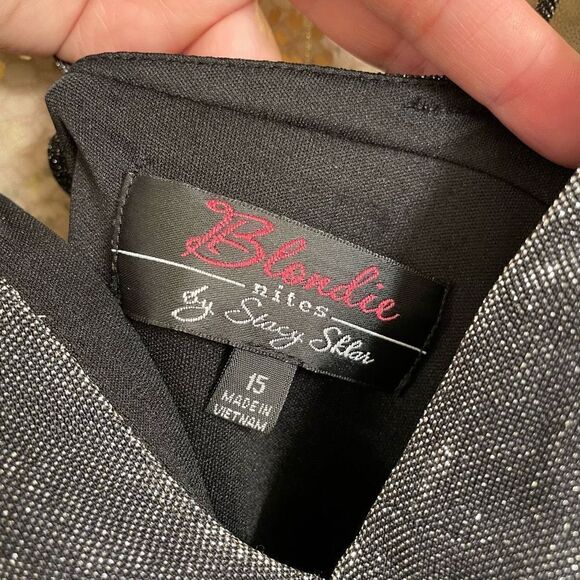 Blondie
nites
by Stacy Sklar
15
MADE IN
VIETNAM